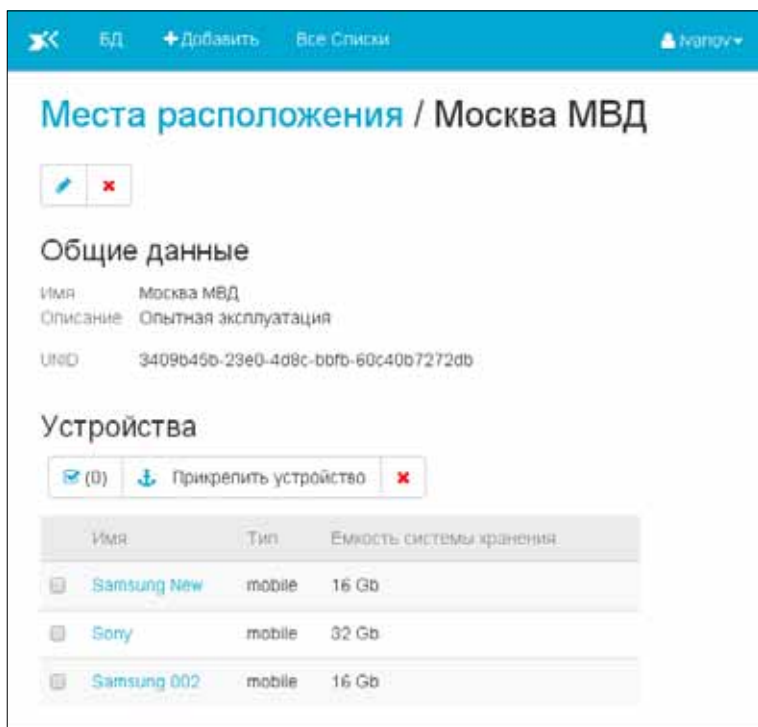 БД Добавить Все Списки Ivanov
Места расположения / Москва МВД
Общие данные
Имя Москва МВД
Описание Опытная эксплуатация
UNID 3409b45b-23e0-4d8c-bbfb-60c40b7272db
Устройства
(0) Прикрепить устройство
Имя Тип Емкость системы хранения
Samsung New mobile 16 Gb
Sony mobile 32 Gb
Samsung 002 mobile 16 Gb